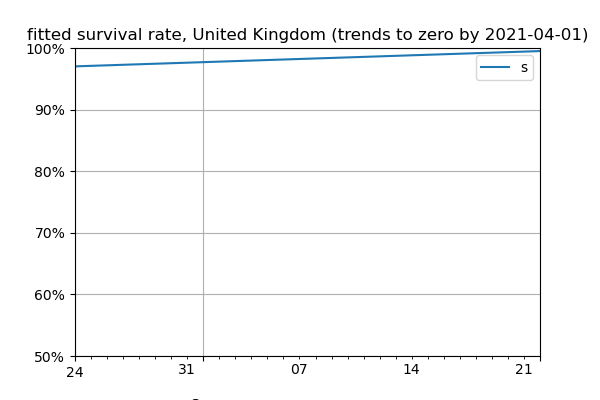 fitted survival rate, United Kingdom (trends to zero by 2021-04-01)
100%
s
90%
80%
70%
60%
50%
24 31 07 14 21